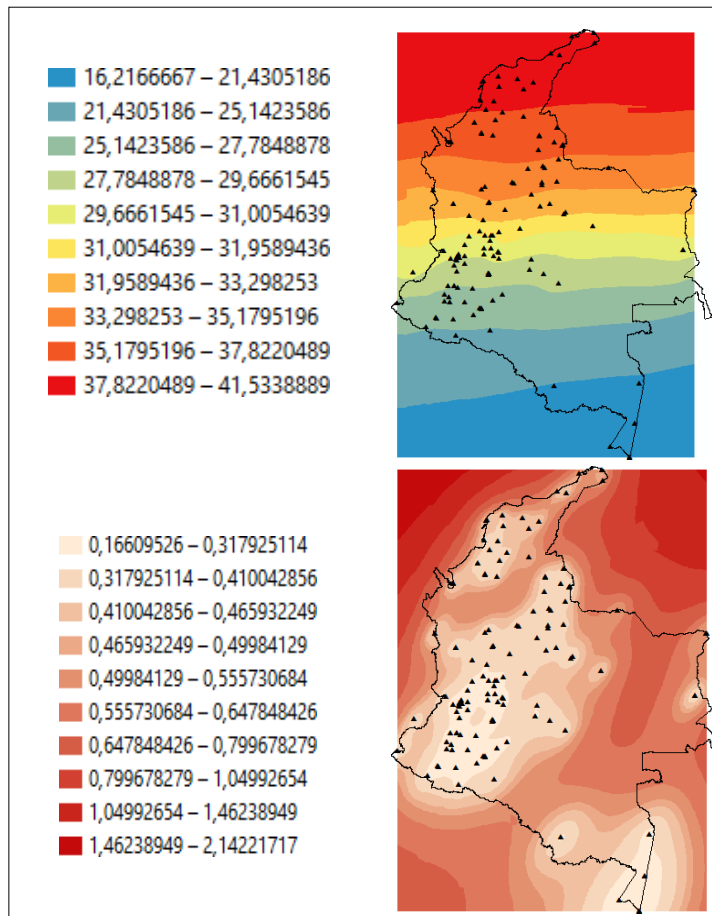 16,2166667 – 21,4305186
21,4305186 – 25,1423586
25,1423586 – 27,7848878
27,7848878 – 29,6661545
29,6661545 – 31,0054639
31,0054639 – 31,9589436
31,9589436 – 33,298253
33,298253 – 35,1795196
35,1795196 – 37,8220489
37,8220489 – 41,5338889
0,16609526 – 0,317925114
0,317925114 – 0,410042856
0,410042856 – 0,465932249
0,465932249 – 0,49984129
0,49984129 – 0,555730684
0,555730684 – 0,647848426
0,647848426 – 0,799678279
0,799678279 – 1,04992654
1,04992654 – 1,46238949
1,46238949 – 2,14221717